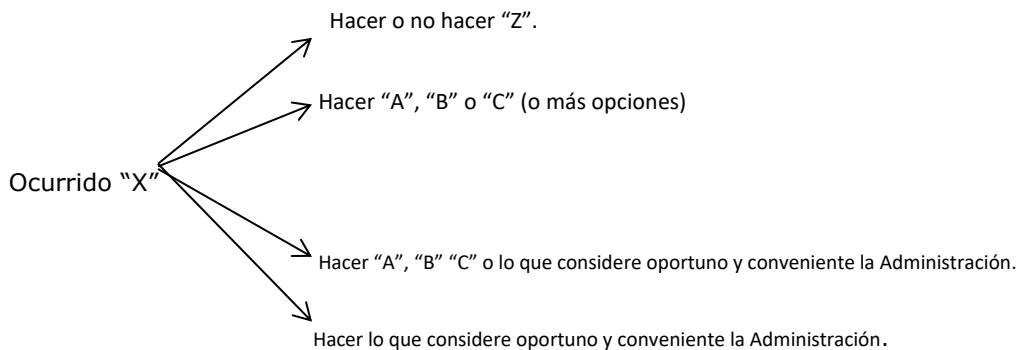 Hacer o no hacer “Z”.
Hacer “A”, “B” o “C” (o más opciones)
Ocurrido “X”
Hacer “A”, “B” “C” o lo que considere oportuno y conveniente la Administración.
Hacer lo que considere oportuno y conveniente la Administración.